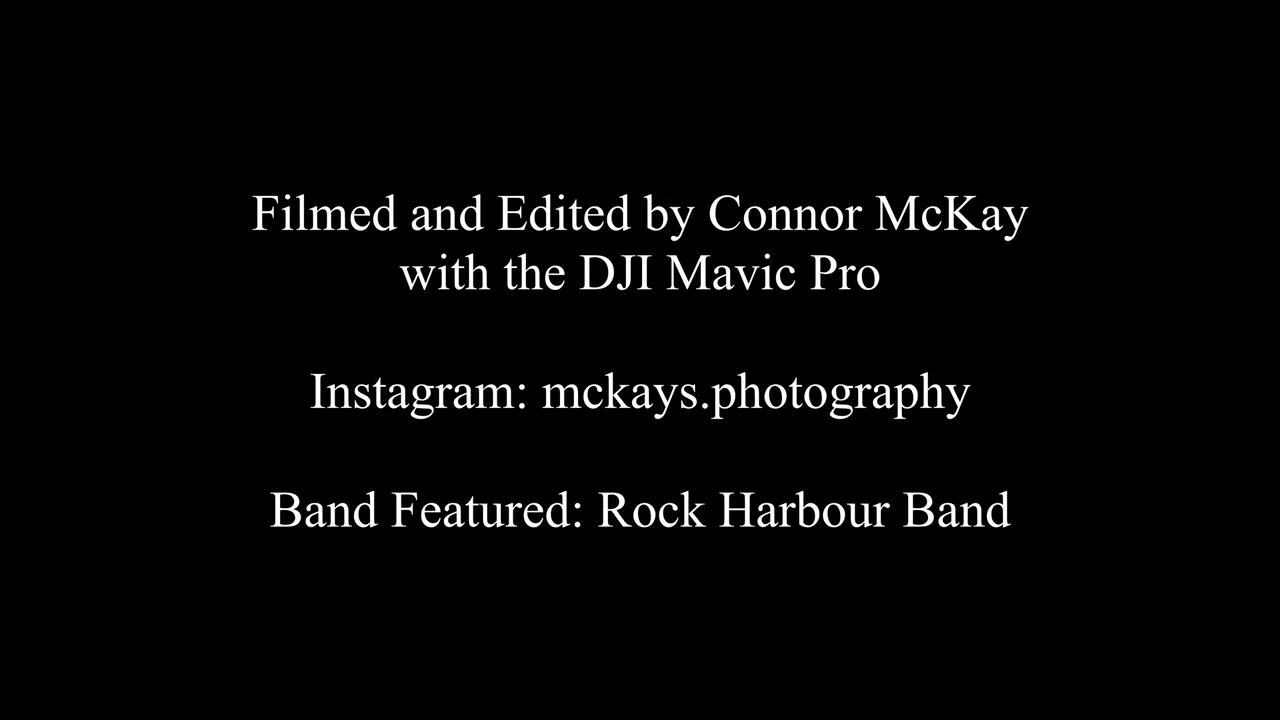 Filmed and Edited by Connor McKay
with the DJI Mavic Pro
Instagram: mckays.photography
Band Featured: Rock Harbour Band